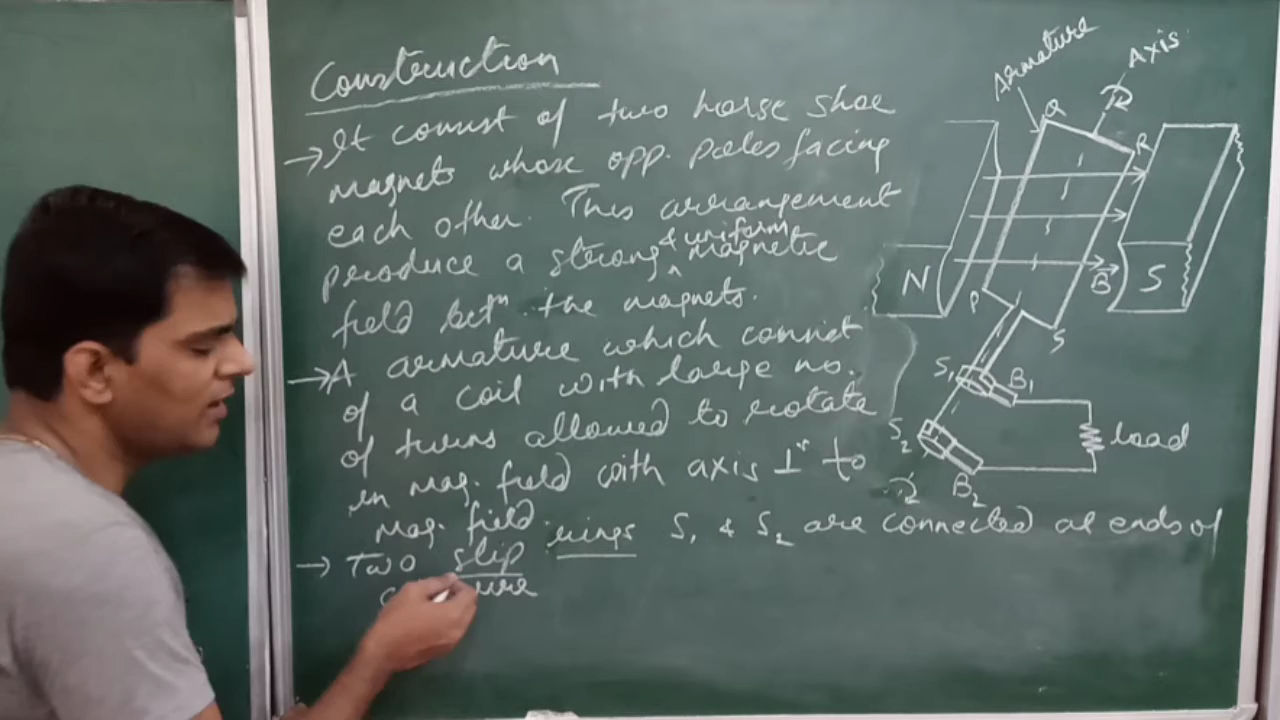 Construction
→ It consist of two horse shoe
magnets whose opp. poles facing
each other. This arrangement
& uniform
produce a strong ^ magnetic
field betn the magnets.
→ A armature which consist
of a coil with large no.
of turns allowed to rotate
in mag. field with axis ⊥r to
mag. field.
→ Two slip rings S1 & S2 are connected at ends of
Armature
Axis
Q
R
N
S
B
P
S
S1
B1
S2
B2
load